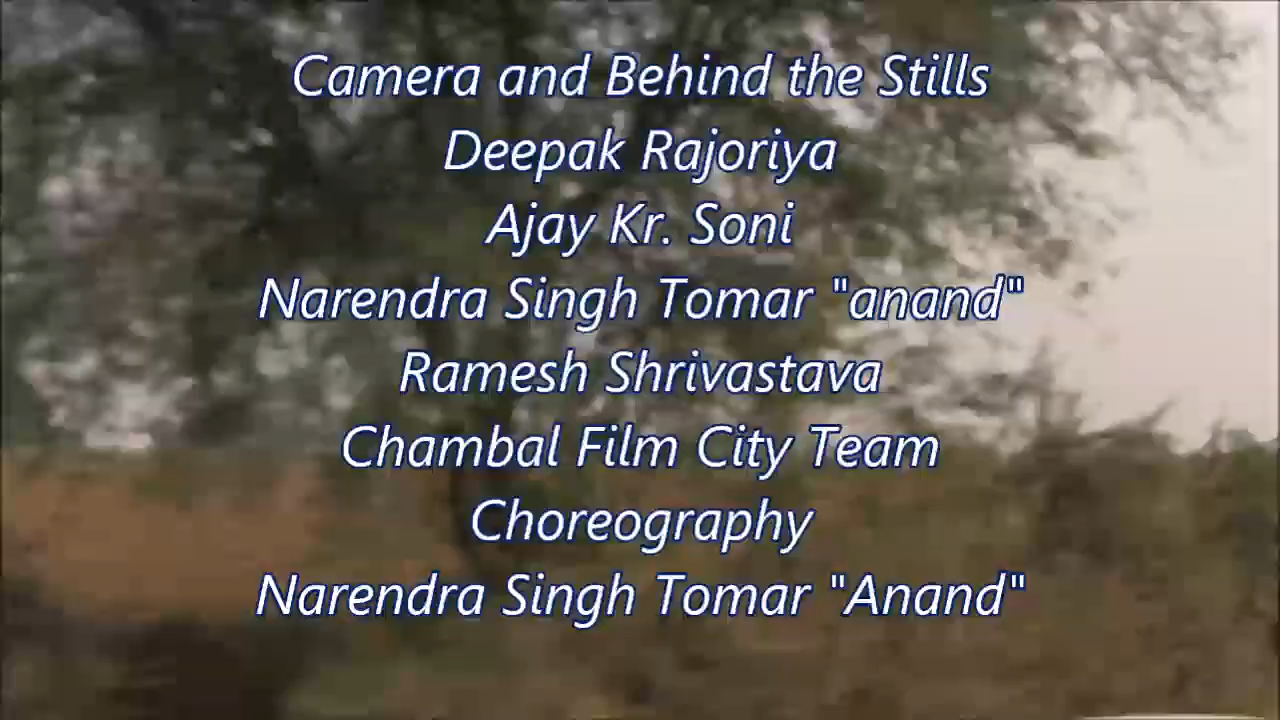 Camera and Behind the Stills
Deepak Rajoriya
Ajay Kr. Soni
Narendra Singh Tomar "anand"
Ramesh Shrivastava
Chambal Film City Team
Choreography
Narendra Singh Tomar "Anand"